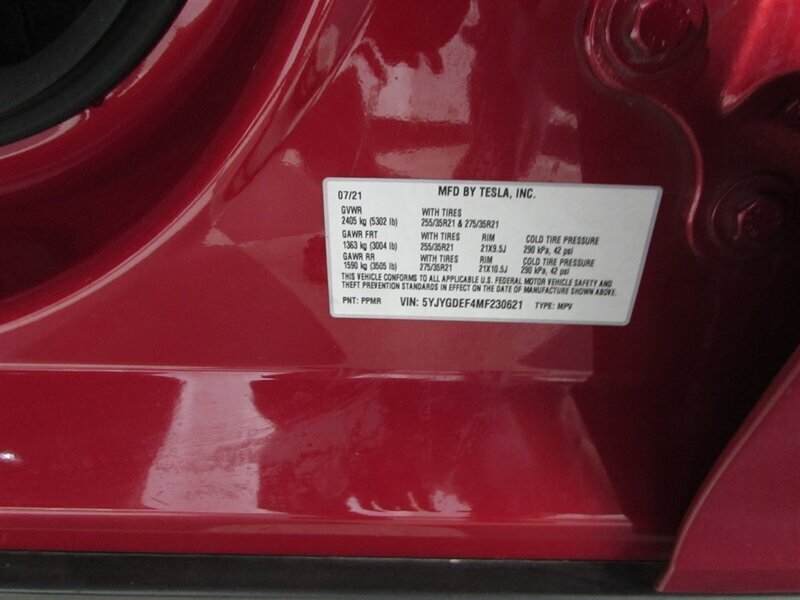 07/21 MFD BY TESLA, INC.
GVWR WITH TIRES
2405 kg (5302 lb) 255/35R21 & 275/35R21
GAWR FRT WITH TIRES RIM COLD TIRE PRESSURE
1363 kg (3004 lb) 255/35R21 21X9.5J 290 kPa, 42 psi
GAWR RR WITH TIRES RIM COLD TIRE PRESSURE
1590 kg (3505 lb) 275/35R21 21X10.5J 290 kPa, 42 psi
THIS VEHICLE CONFORMS TO ALL APPLICABLE U.S. FEDERAL MOTOR VEHICLE SAFETY AND
THEFT PREVENTION STANDARDS IN EFFECT ON THE DATE OF MANUFACTURE SHOWN ABOVE.
PNT: PPMR VIN: 5YJYGDEF4MF230621 TYPE: MPV